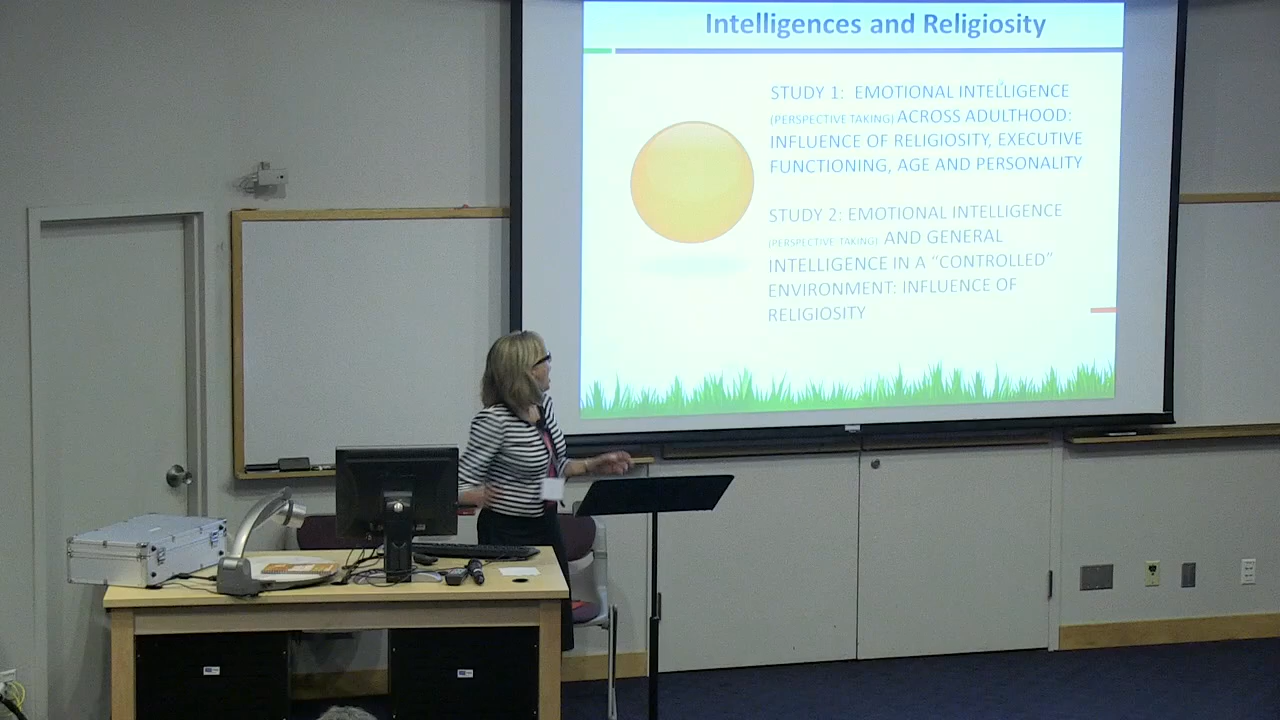 Intelligences and Religiosity
STUDY 1: EMOTIONAL INTELLIGENCE
(PERSPECTIVE TAKING) ACROSS ADULTHOOD:
INFLUENCE OF RELIGIOSITY, EXECUTIVE
FUNCTIONING, AGE AND PERSONALITY
STUDY 2: EMOTIONAL INTELLIGENCE
(PERSPECTIVE TAKING) AND GENERAL
INTELLIGENCE IN A “CONTROLLED”
ENVIRONMENT: INFLUENCE OF
RELIGIOSITY